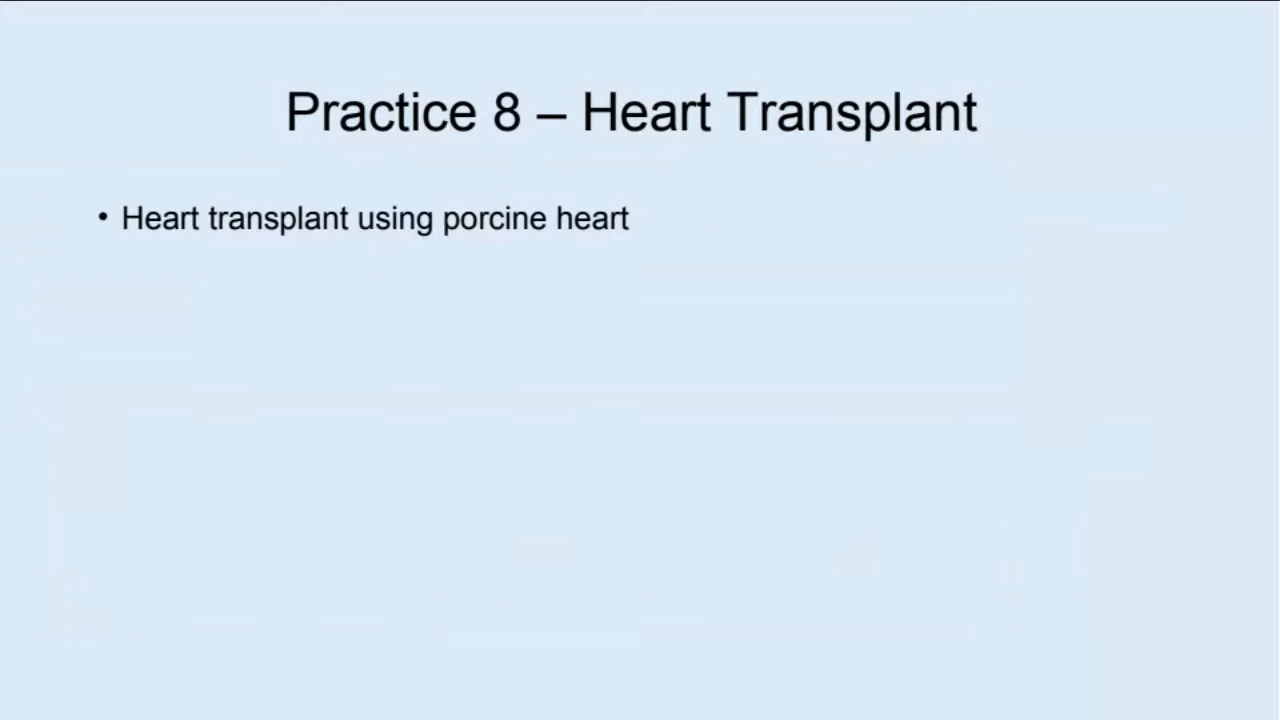 Practice 8 – Heart Transplant
• Heart transplant using porcine heart